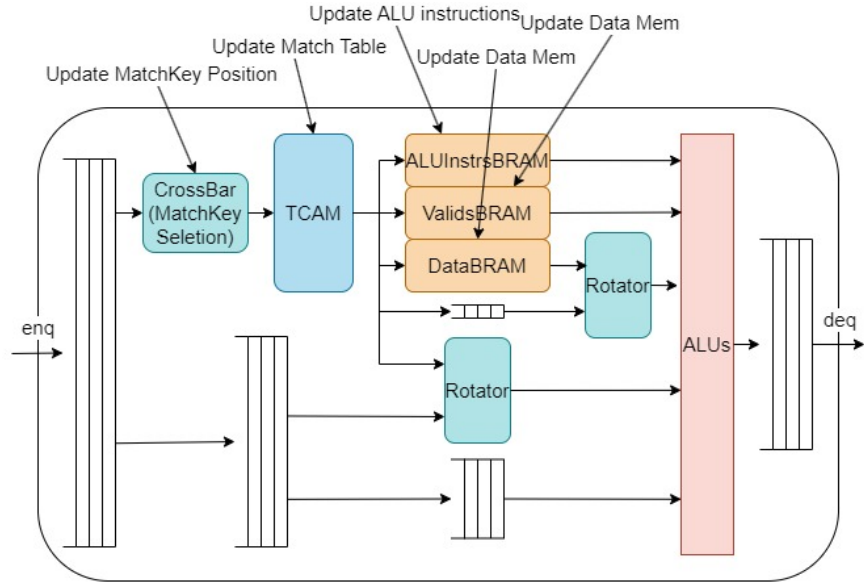 Update ALU instructions
Update Data Mem
Update Match Table
Update Data Mem
Update MatchKey Position
ALUInstrsBRAM
CrossBar
(MatchKey
Seletion)
TCAM
ValidsBRAM
DataBRAM
Rotator
enq
deq
ALUs
Rotator